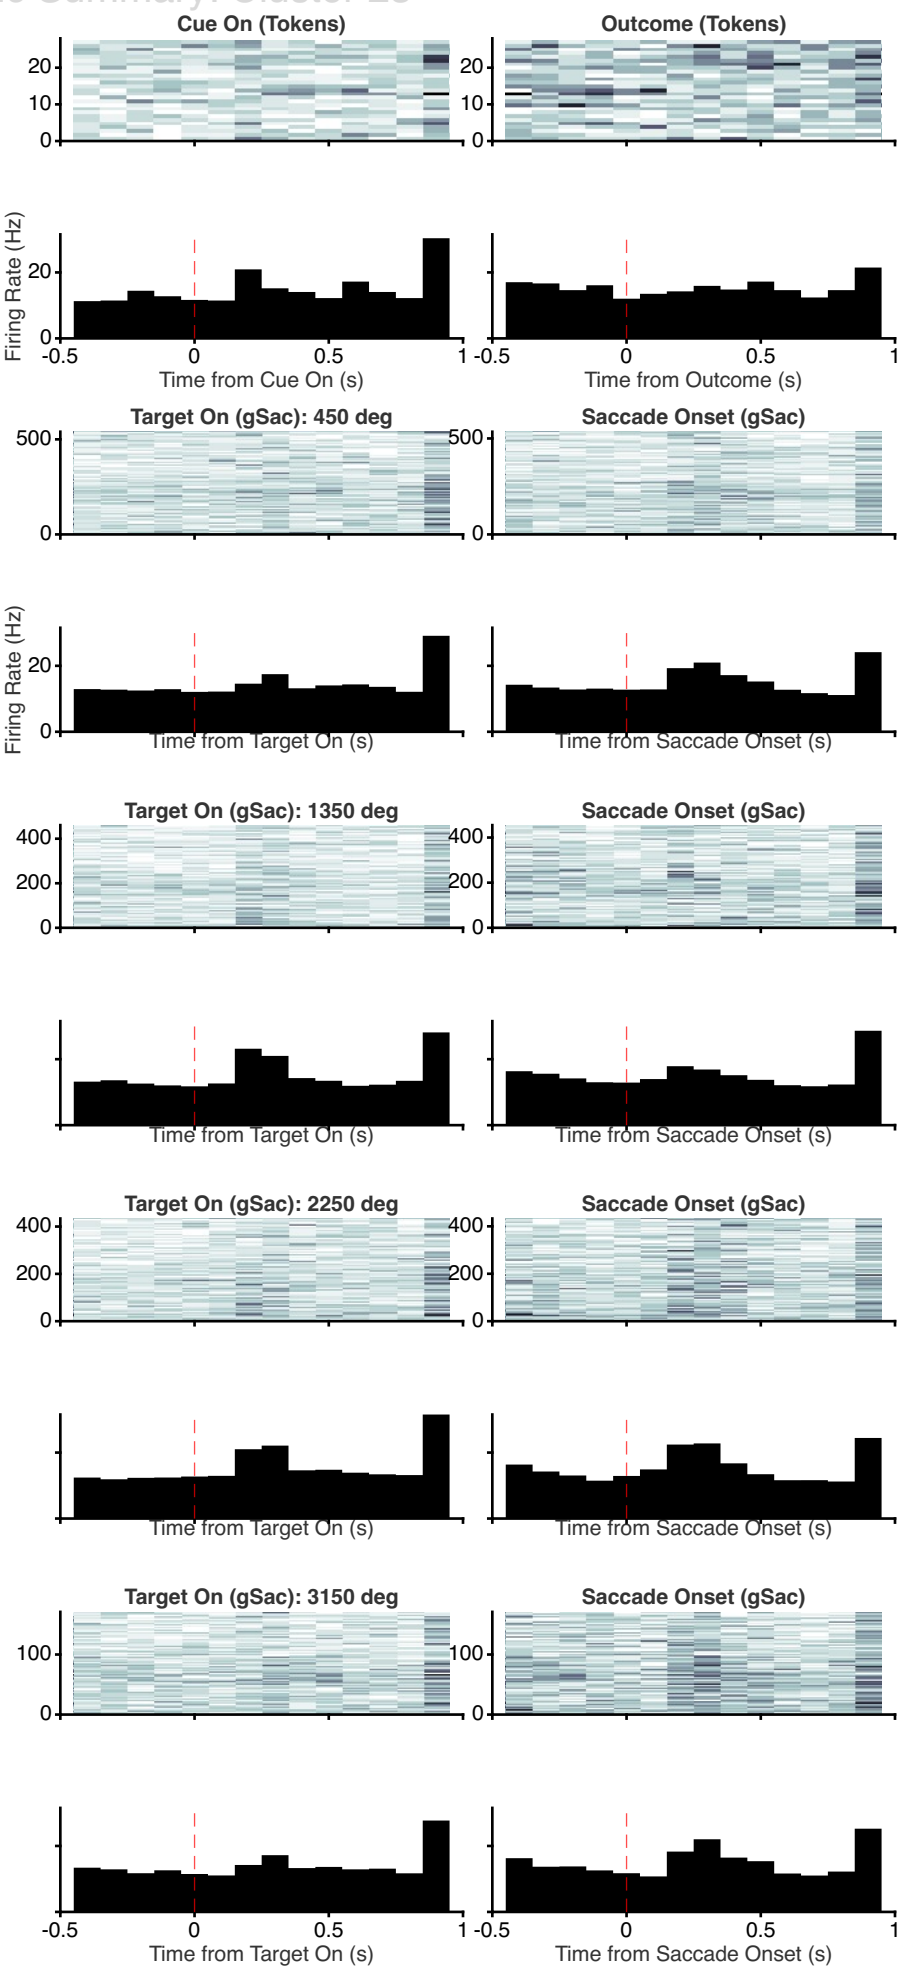 Summary: Cluster
Cue On (Tokens) Outcome (Tokens)
20 20
10 10
0 0
Firing Rate (Hz)
20
0
-0.5 0 0.5 1 -0.5 0 0.5 1
Time from Cue On (s) Time from Outcome (s)
Target On (gSac): 450 deg Saccade Onset (gSac)
500 500
0 0
Firing Rate (Hz)
20
0
Time from Target On (s) Time from Saccade Onset (s)
Target On (gSac): 1350 deg Saccade Onset (gSac)
400 400
200 200
0 0
Time from Target On (s) Time from Saccade Onset (s)
Target On (gSac): 2250 deg Saccade Onset (gSac)
400 400
200 200
0 0
Time from Target On (s) Time from Saccade Onset (s)
Target On (gSac): 3150 deg Saccade Onset (gSac)
100 100
0 0
-0.5 0 0.5 1 -0.5 0 0.5 1
Time from Target On (s) Time from Saccade Onset (s)